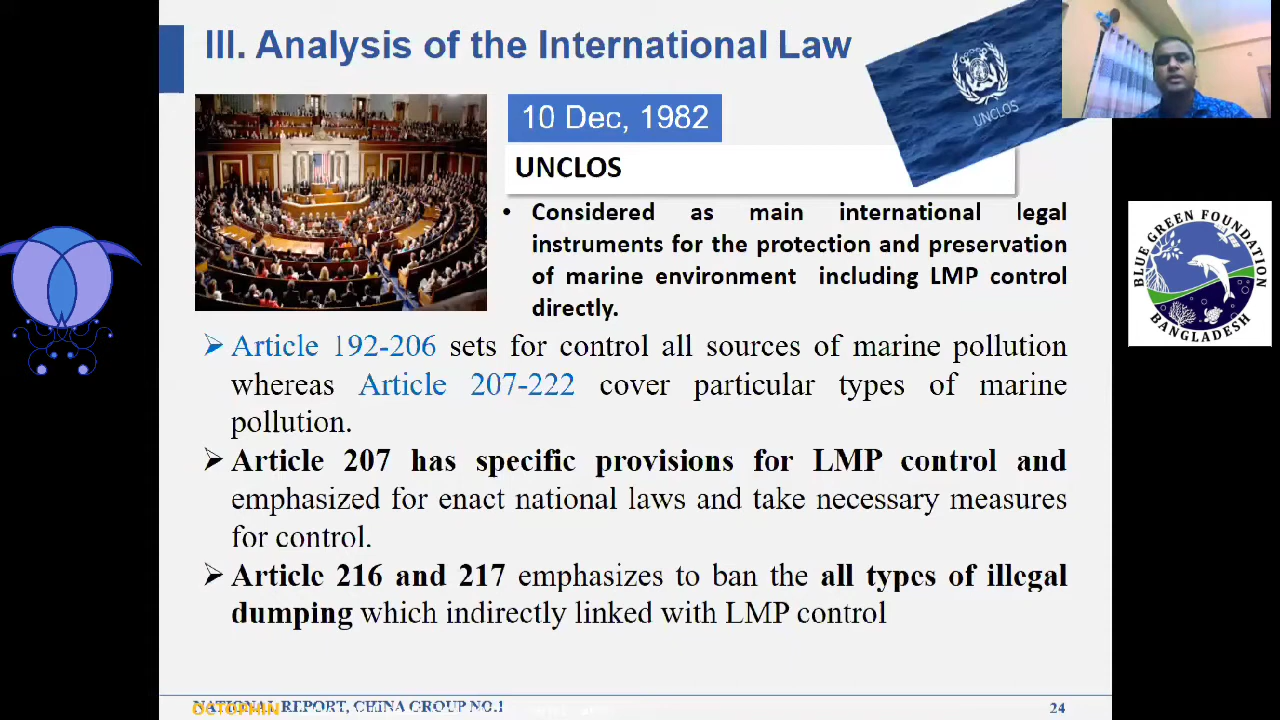 III. Analysis of the International Law
UNCLOS
10 Dec, 1982
UNCLOS
• Considered as main international legal
instruments for the protection and preservation
of marine environment including LMP control
directly.
BLUE GREEN FOUNDATION
BANGLADESH
➢ Article 192-206 sets for control all sources of marine pollution
whereas Article 207-222 cover particular types of marine
pollution.
➢ Article 207 has specific provisions for LMP control and
emphasized for enact national laws and take necessary measures
for control.
➢ Article 216 and 217 emphasizes to ban the all types of illegal
dumping which indirectly linked with LMP control
NATIONAL REPORT, CHINA GROUP NO.1
OCTOPHIN
24